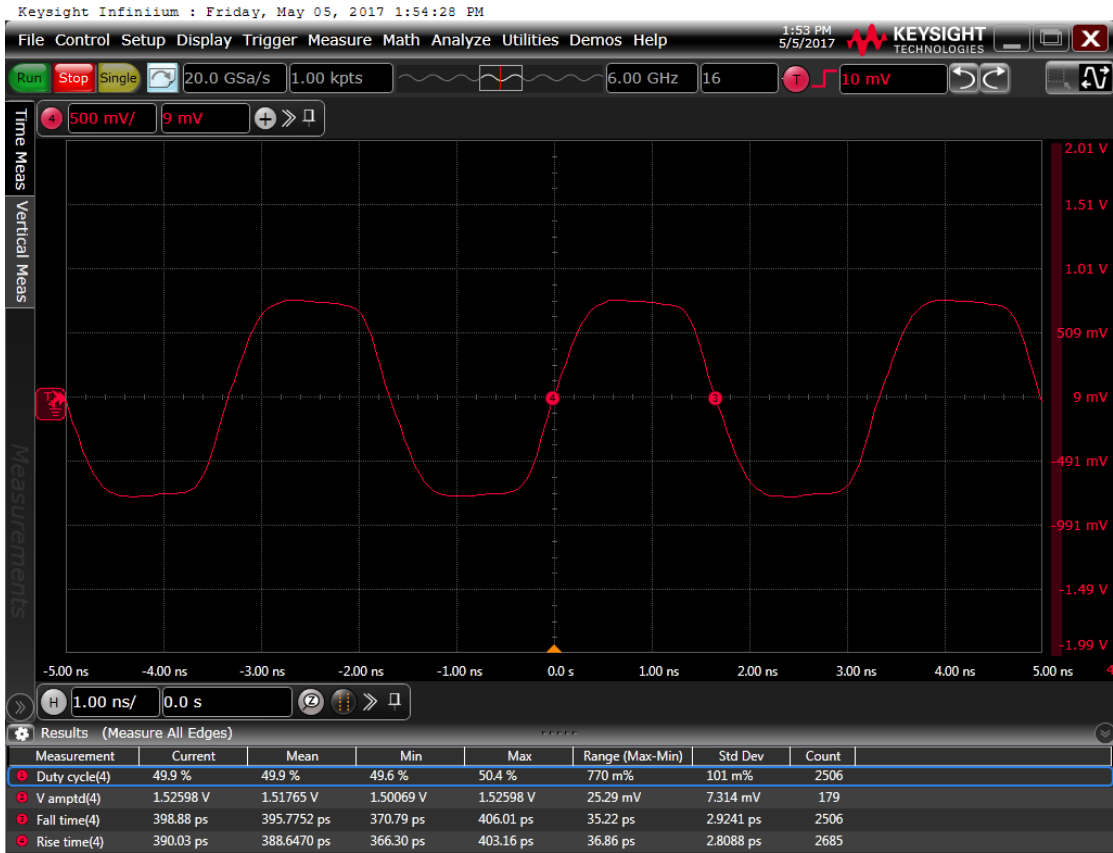 Keysight Infiniium : Friday, May 05, 2017 1:54:28 PM
File Control Setup Display Trigger Measure Math Analyze Utilities Demos Help
1:53 PM
5/5/2017
KEYSIGHT
TECHNOLOGIES
X
Run Stop Single 20.0 GSa/s 1.00 kpts 6.00 GHz 16 T 10 mV
4 500 mV/ 9 mV
Time Meas
Vertical Meas
Measurements
2.01 V
1.51 V
1.01 V
509 mV
T 4 3 9 mV
-491 mV
-991 mV
-1.49 V
-1.99 V
-5.00 ns -4.00 ns -3.00 ns -2.00 ns -1.00 ns 0.0 s 1.00 ns 2.00 ns 3.00 ns 4.00 ns 5.00 ns
H 1.00 ns/ 0.0 s Z
Results (Measure All Edges)
Measurement Current Mean Min Max Range (Max-Min) Std Dev Count
1 Duty cycle(4) 49.9 % 49.9 % 49.6 % 50.4 % 770 m% 101 m% 2506
2 V amptd(4) 1.52598 V 1.51765 V 1.50069 V 1.52598 V 25.29 mV 7.314 mV 179
3 Fall time(4) 398.88 ps 395.7752 ps 370.79 ps 406.01 ps 35.22 ps 2.9241 ps 2506
4 Rise time(4) 390.03 ps 388.6470 ps 366.30 ps 403.16 ps 36.86 ps 2.8088 ps 2685